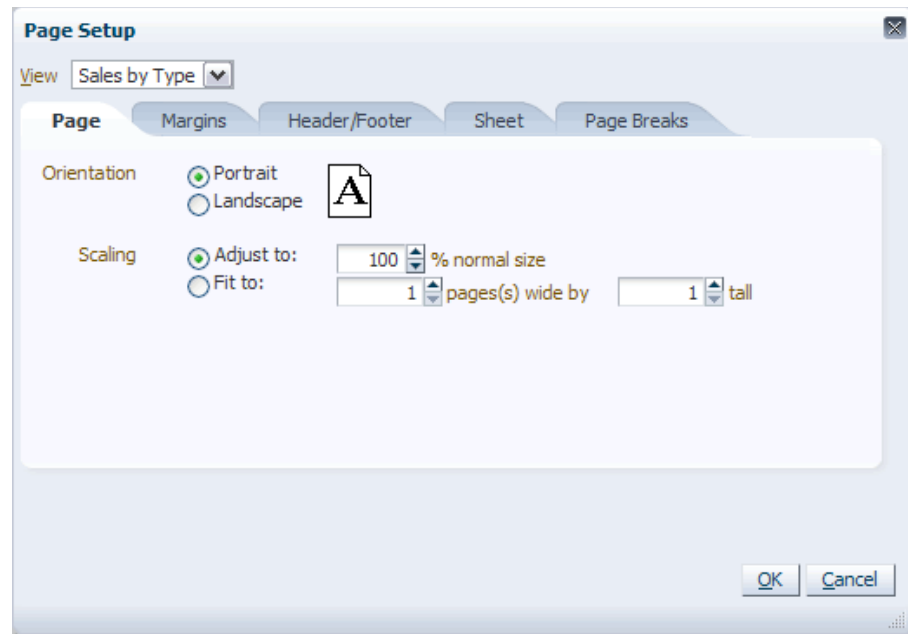 Page Setup
View Sales by Type
Page Margins Header/Footer Sheet Page Breaks
Orientation Portrait
Landscape
A
Scaling Adjust to: 100 % normal size
Fit to: 1 pages(s) wide by 1 tall
OK Cancel